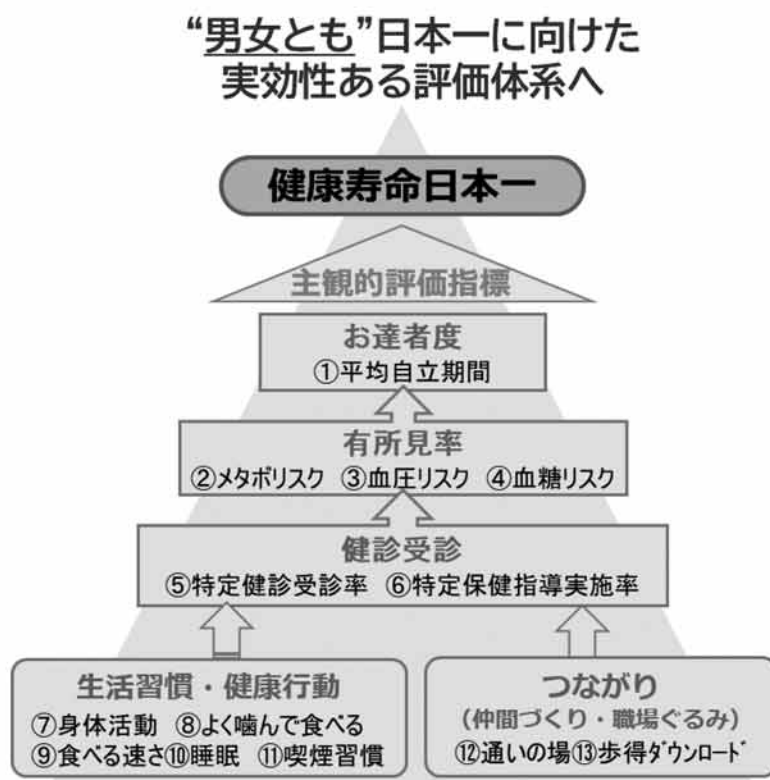 “男女とも”日本一に向けた
実効性ある評価体系へ
健康寿命日本一
主観的評価指標
お達者度
①平均自立期間
有所見率
②メタボリスク ③血圧リスク ④血糖リスク
健診受診
⑤特定健診受診率 ⑥特定保健指導実施率
生活習慣・健康行動
⑦身体活動 ⑧よく噛んで食べる
⑨食べる速さ⑩睡眠 ⑪喫煙習慣
つながり
(仲間づくり・職場ぐるみ)
⑫通いの場⑬歩得ダウンロード